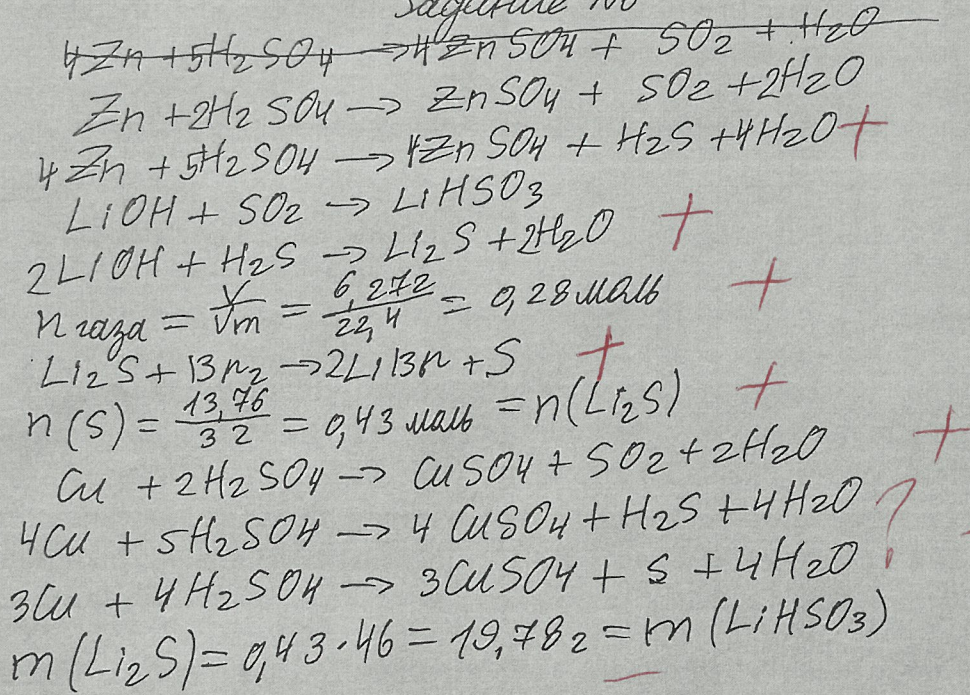 Задание №
4Zn + 5H2SO4 → 4ZnSO4 + SO2 + H2O
Zn + 2H2SO4 → ZnSO4 + SO2 + 2H2O
4Zn + 5H2SO4 → 4ZnSO4 + H2S + 4H2O +
LiOH + SO2 → LiHSO3
2LiOH + H2S → Li2S + 2H2O +
n газа = V/Vm = 6,272/22,4 = 0,28 моль +
Li2S + Br2 → 2LiBr + S +
n(S) = 13,76/32 = 0,43 моль = n(Li2S) +
Cu + 2H2SO4 → CuSO4 + SO2 + 2H2O +
4Cu + 5H2SO4 → 4CuSO4 + H2S + 4H2O ?
3Cu + 4H2SO4 → 3CuSO4 + S + 4H2O
m(Li2S) = 0,43·46 = 19,78г = m(LiHSO3)